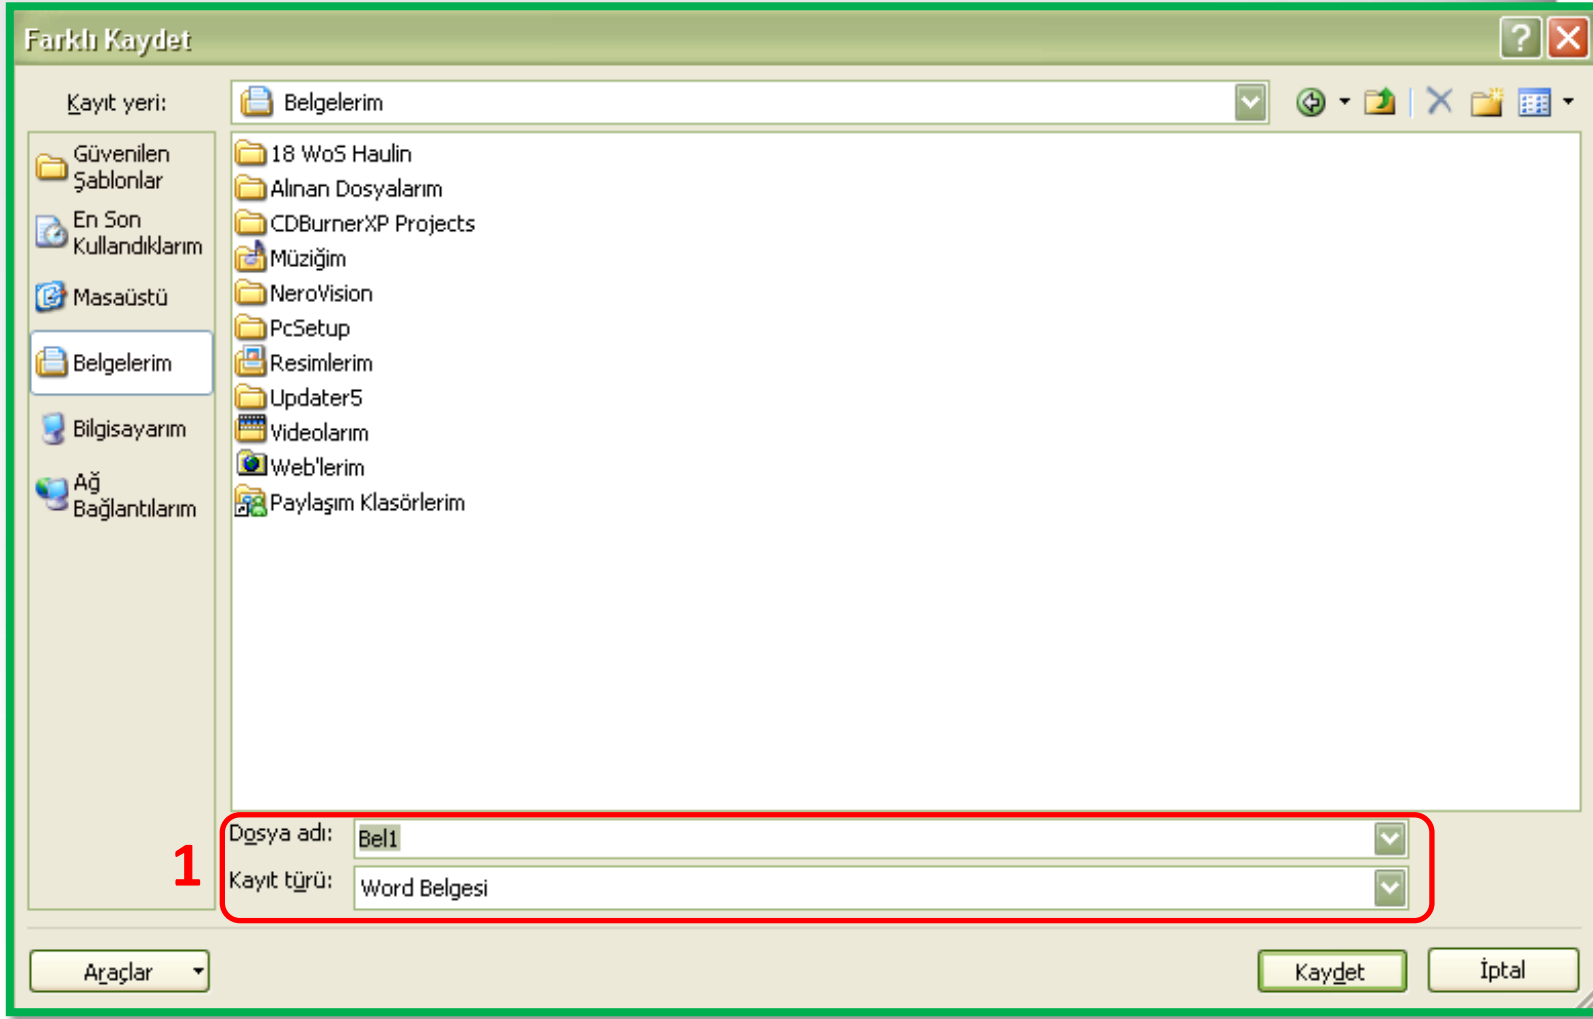 Farklı Kaydet
?
Kayıt yeri:
Belgelerim
Güvenilen
Şablonlar
En Son
Kullandıklarım
Masaüstü
Belgelerim
Bilgisayarım
Ağ
Bağlantılarım
18 WoS Haulin
Alınan Dosyalarım
CDBurnerXP Projects
Müziğim
NeroVision
PcSetup
Resimlerim
Updater5
Videolarım
Web'lerim
Paylaşım Klasörlerim
1
Dosya adı:
Bel1
Kayıt türü:
Word Belgesi
Araçlar
Kaydet
İptal